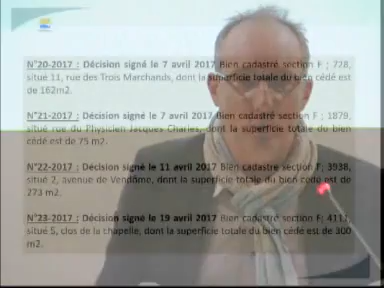 N°20-2017 : Décision signé le 7 avril 2017 Bien cadastré section F ; 728,
situé 11, rue des Trois Marchands, dont la superficie totale du bien cédé est
de 162m2.
N°21-2017 : Décision signé le 7 avril 2017 Bien cadastré section F ; 1879,
situé rue du Physicien Jacques Charles, dont la superficie totale du bien
cédé est de 75 m2.
N°22-2017 : Décision signé le 11 avril 2017 Bien cadastré section F; 3938,
situé 2, avenue de Vendôme, dont la superficie totale du bien cédé est de
273 m2.
N°23-2017 : Décision signé le 19 avril 2017 Bien cadastré section F; 4111,
situé 5, clos de la chapelle, dont la superficie totale du bien cédé est de 300
m2.